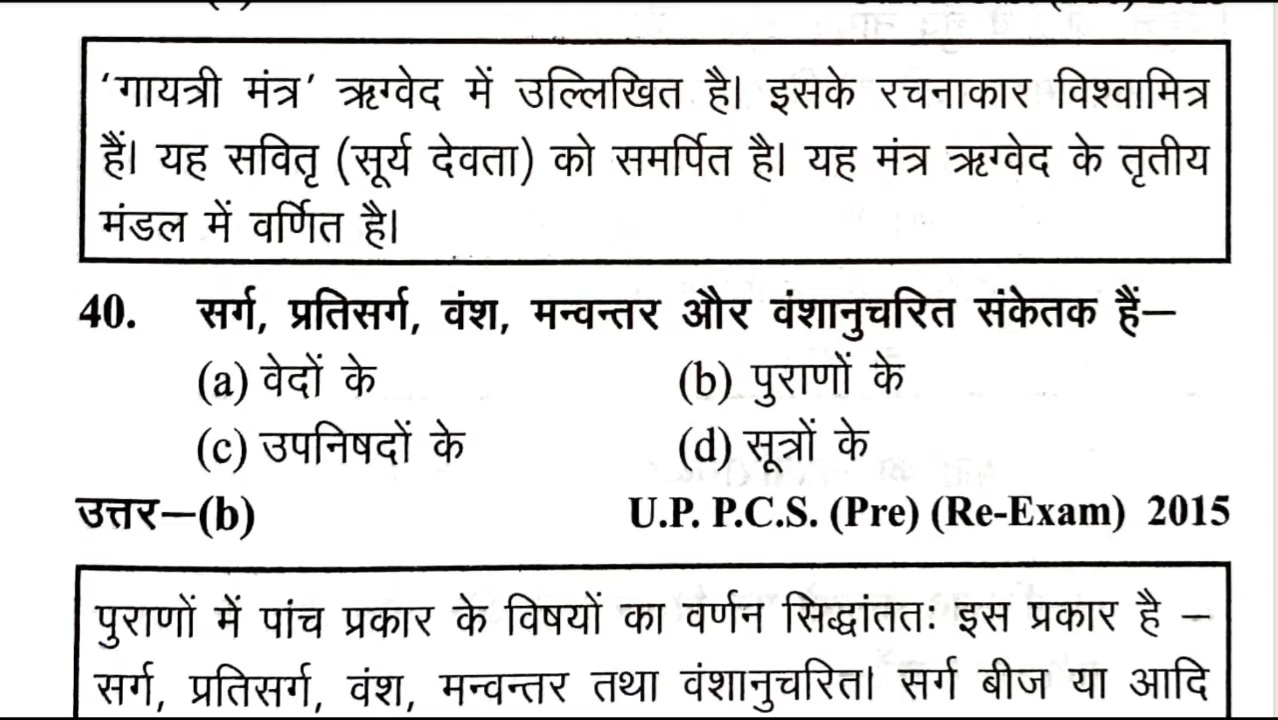 ‘गायत्री मंत्र’ ऋग्वेद में उल्लिखित है। इसके रचनाकार विश्वामित्र
हैं। यह सवितृ (सूर्य देवता) को समर्पित है। यह मंत्र ऋग्वेद के तृतीय
मंडल में वर्णित है।
40. सर्ग, प्रतिसर्ग, वंश, मन्वन्तर और वंशानुचरित संकेतक हैं—
(a) वेदों के (b) पुराणों के
(c) उपनिषदों के (d) सूत्रों के
उत्तर—(b) U.P. P.C.S. (Pre) (Re-Exam) 2015
पुराणों में पांच प्रकार के विषयों का वर्णन सिद्धांततः इस प्रकार है –
सर्ग, प्रतिसर्ग, वंश, मन्वन्तर तथा वंशानुचरित। सर्ग बीज या आदि